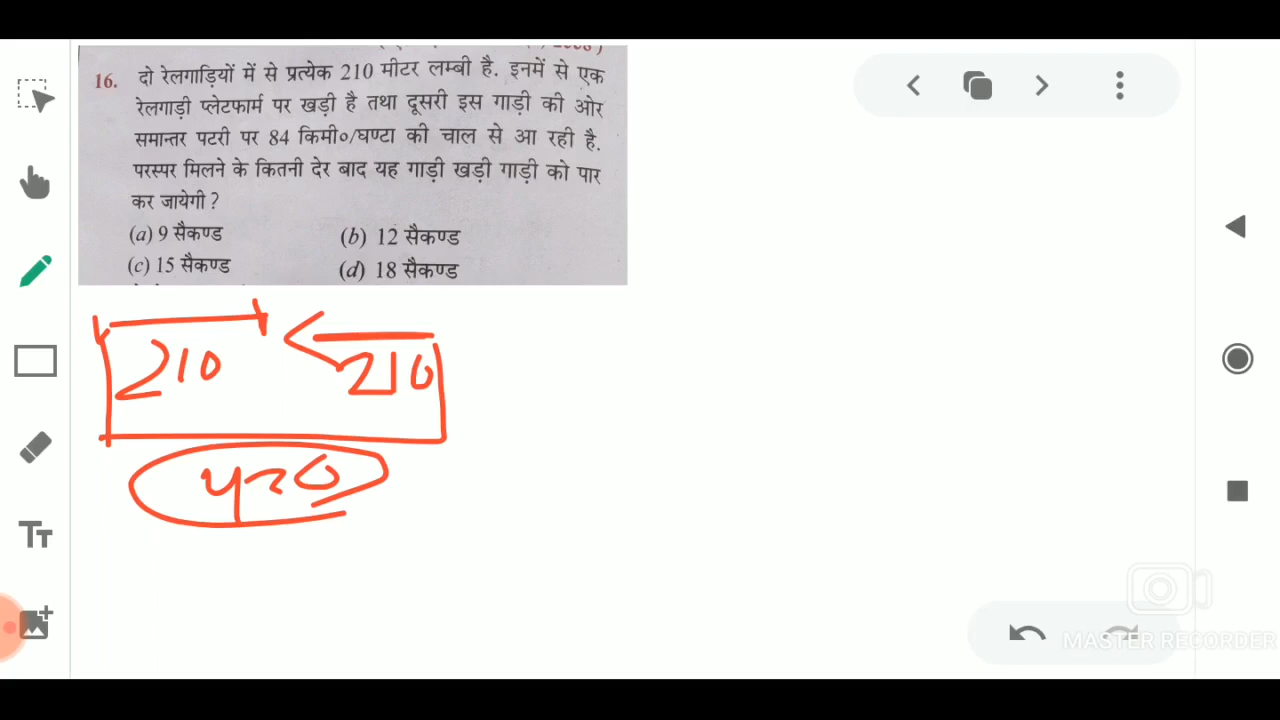 16. दो रेलगाड़ियों में से प्रत्येक 210 मीटर लम्बी है. इनमें से एक
रेलगाड़ी प्लेटफार्म पर खड़ी है तथा दूसरी इस गाड़ी की ओर
समान्तर पटरी पर 84 किमी०/घण्टा की चाल से आ रही है.
परस्पर मिलने के कितनी देर बाद यह गाड़ी खड़ी गाड़ी को पार
कर जायेगी ?
(a) 9 सैकण्ड (b) 12 सैकण्ड
(c) 15 सैकण्ड (d) 18 सैकण्ड
210 210
420
TT
MASTER RECORDER